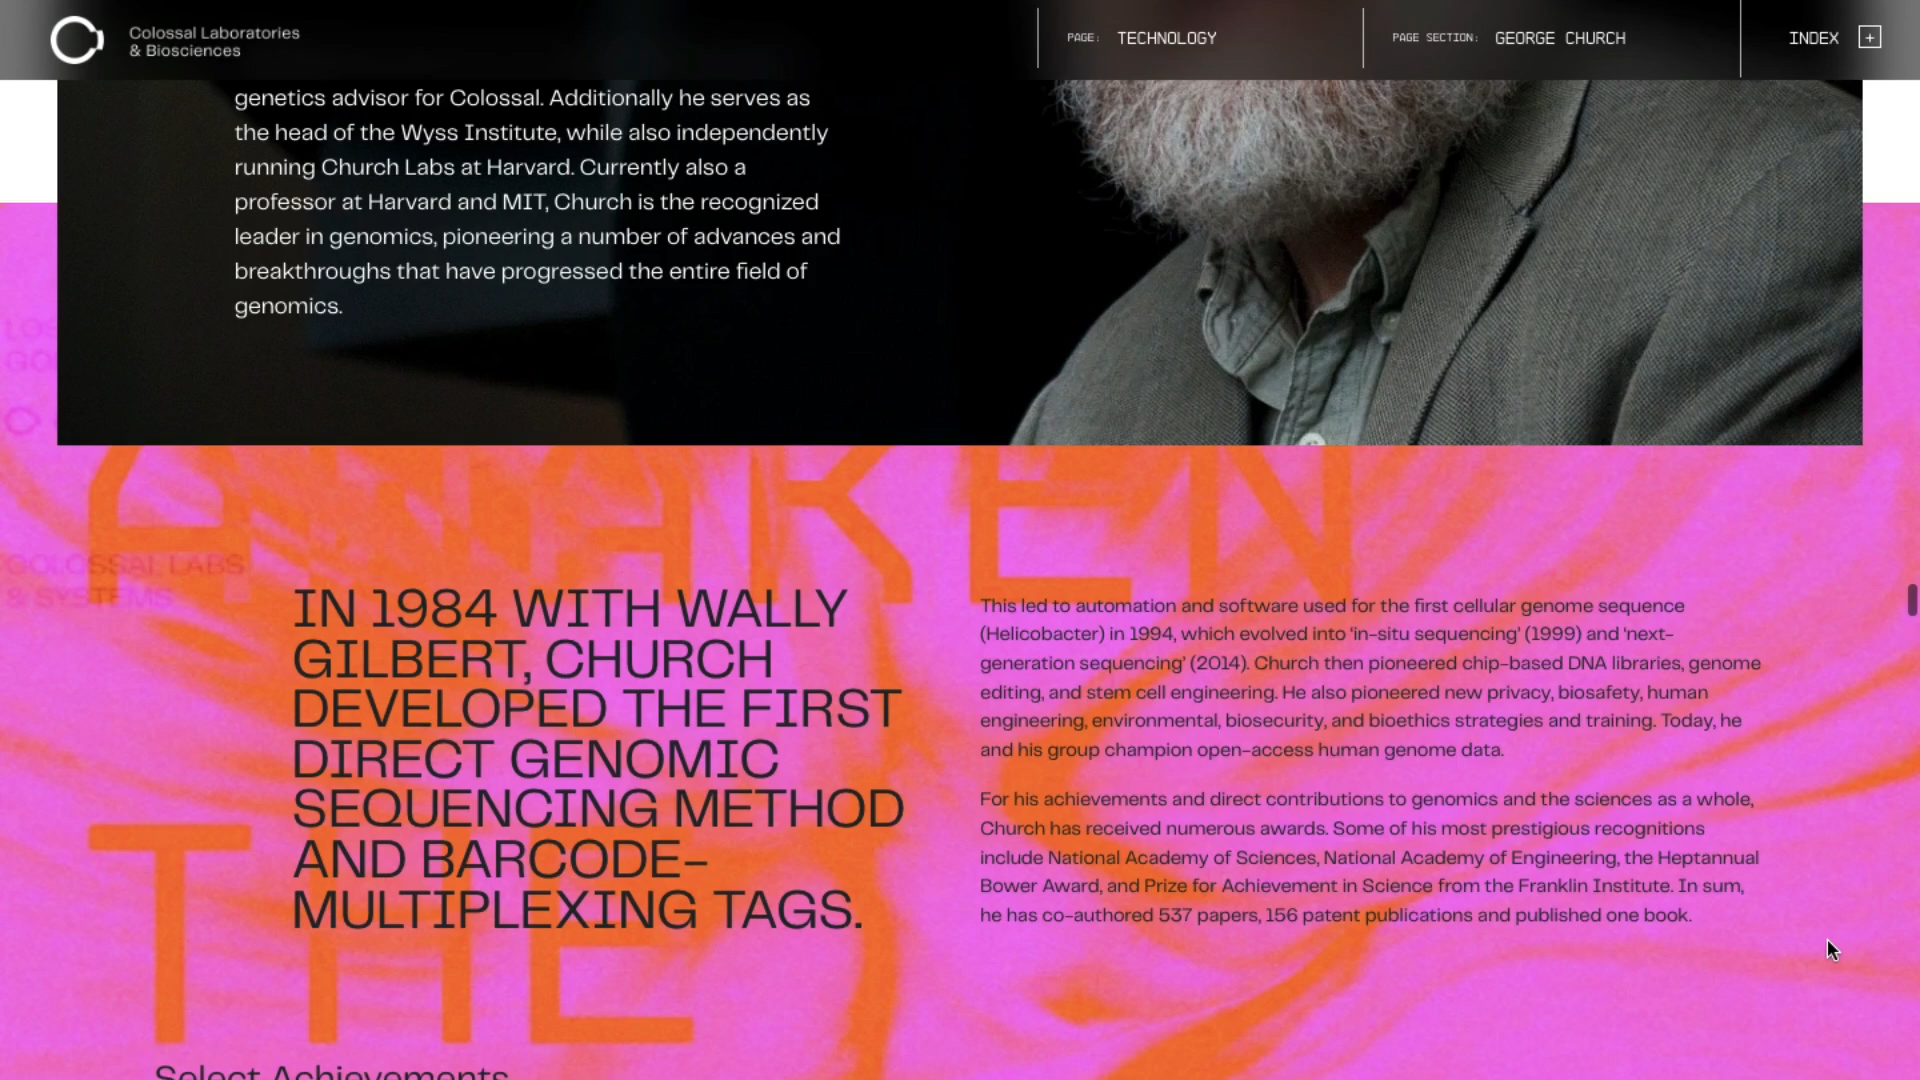 Colossal Laboratories
& Biosciences
PAGE: TECHNOLOGY
PAGE SECTION: GEORGE CHURCH
INDEX +
genetics advisor for Colossal. Additionally he serves as
the head of the Wyss Institute, while also independently
running Church Labs at Harvard. Currently also a
professor at Harvard and MIT, Church is the recognized
leader in genomics, pioneering a number of advances and
breakthroughs that have progressed the entire field of
genomics.
AWAKEN
COLOSSAL LABS
& SYSTEMS
IN 1984 WITH WALLY
GILBERT, CHURCH
DEVELOPED THE FIRST
DIRECT GENOMIC
SEQUENCING METHOD
AND BARCODE-
MULTIPLEXING TAGS.
This led to automation and software used for the first cellular genome sequence
(Helicobacter) in 1994, which evolved into ‘in-situ sequencing’ (1999) and ‘next-
generation sequencing’ (2014). Church then pioneered chip-based DNA libraries, genome
editing, and stem cell engineering. He also pioneered new privacy, biosafety, human
engineering, environmental, biosecurity, and bioethics strategies and training. Today, he
and his group champion open-access human genome data.
For his achievements and direct contributions to genomics and the sciences as a whole,
Church has received numerous awards. Some of his most prestigious recognitions
include National Academy of Sciences, National Academy of Engineering, the Heptannual
Bower Award, and Prize for Achievement in Science from the Franklin Institute. In sum,
he has co-authored 537 papers, 156 patent publications and published one book.
THE
Select Achievements